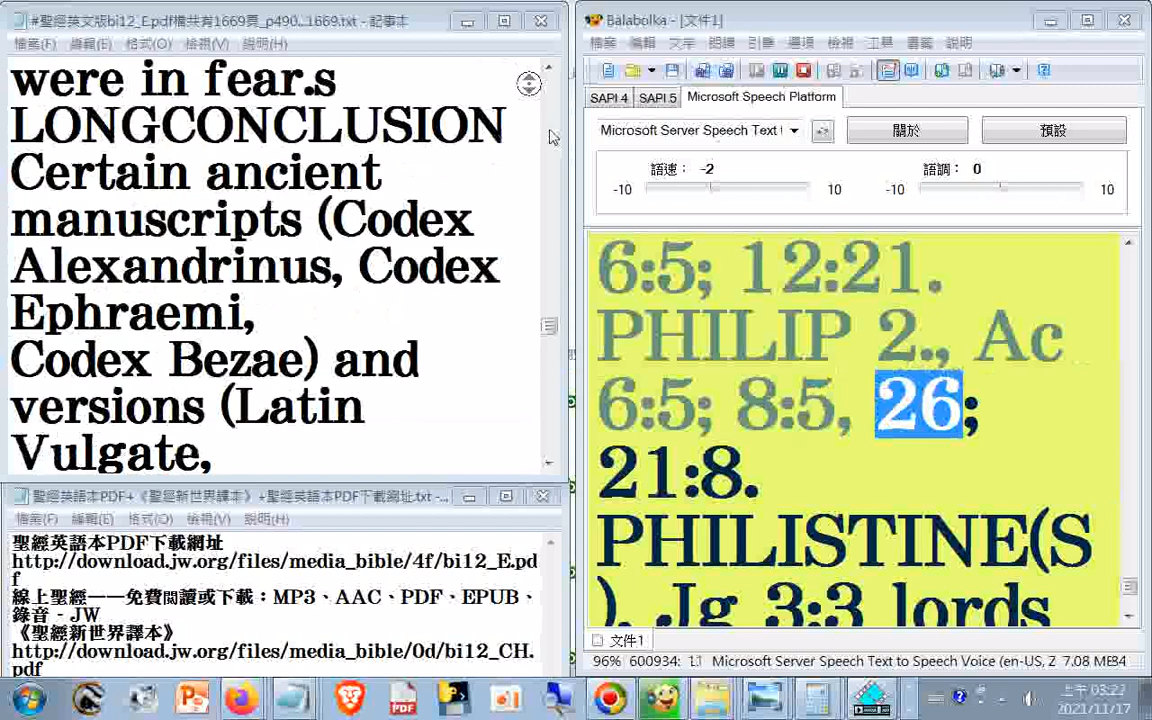 #聖經英文版bi12_E.pdf檔共有1669頁_p490...1669.txt - 記事本
檔案(F) 編輯(E) 格式(O) 檢視(V) 說明(H)
were in fear.s
LONGCONCLUSION
Certain ancient
manuscripts (Codex
Alexandrinus, Codex
Ephraemi,
Codex Bezae) and
versions (Latin
Vulgate,
聖經英語本PDF+《聖經新世界譯本》+聖經英語本PDF下載網址.txt - ...
檔案(F) 編輯(E) 格式(O) 檢視(V) 說明(H)
聖經英語本PDF下載網址
http://download.jw.org/files/media_bible/4f/bi12_E.pd
f
線上聖經——免費閱讀或下載：MP3、AAC、PDF、EPUB、
錄音 - JW
《聖經新世界譯本》
http://download.jw.org/files/media_bible/0d/bi12_CH.
pdf
Balabolka - [文件1]
檔案 編輯 文字 朗讀 引擎 選項 檢視 工具 書籤 說明
SAPI 4 SAPI 5 Microsoft Speech Platform
Microsoft Server Speech Text 關於 預設
語速： -2 語調： 0
-10 10 -10 10
6:5; 12:21.
PHILIP 2., Ac
6:5; 8:5, 26;
21:8.
PHILISTINE(S
), Jg 3:3 lords
文件1
96% 600934: 11 Microsoft Server Speech Text to Speech Voice (en-US, Z 7.08 MB
上午 03:22
2021/11/17